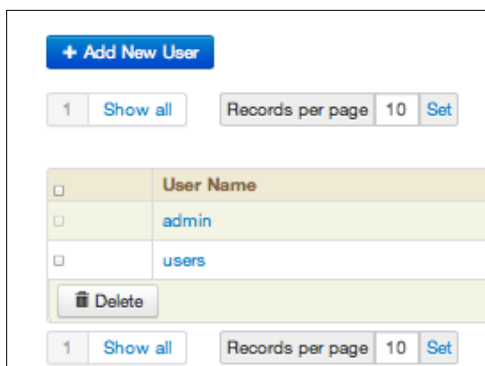 + Add New User
1 Show all Records per page 10 Set
User Name
admin
users
Delete
1 Show all Records per page 10 Set